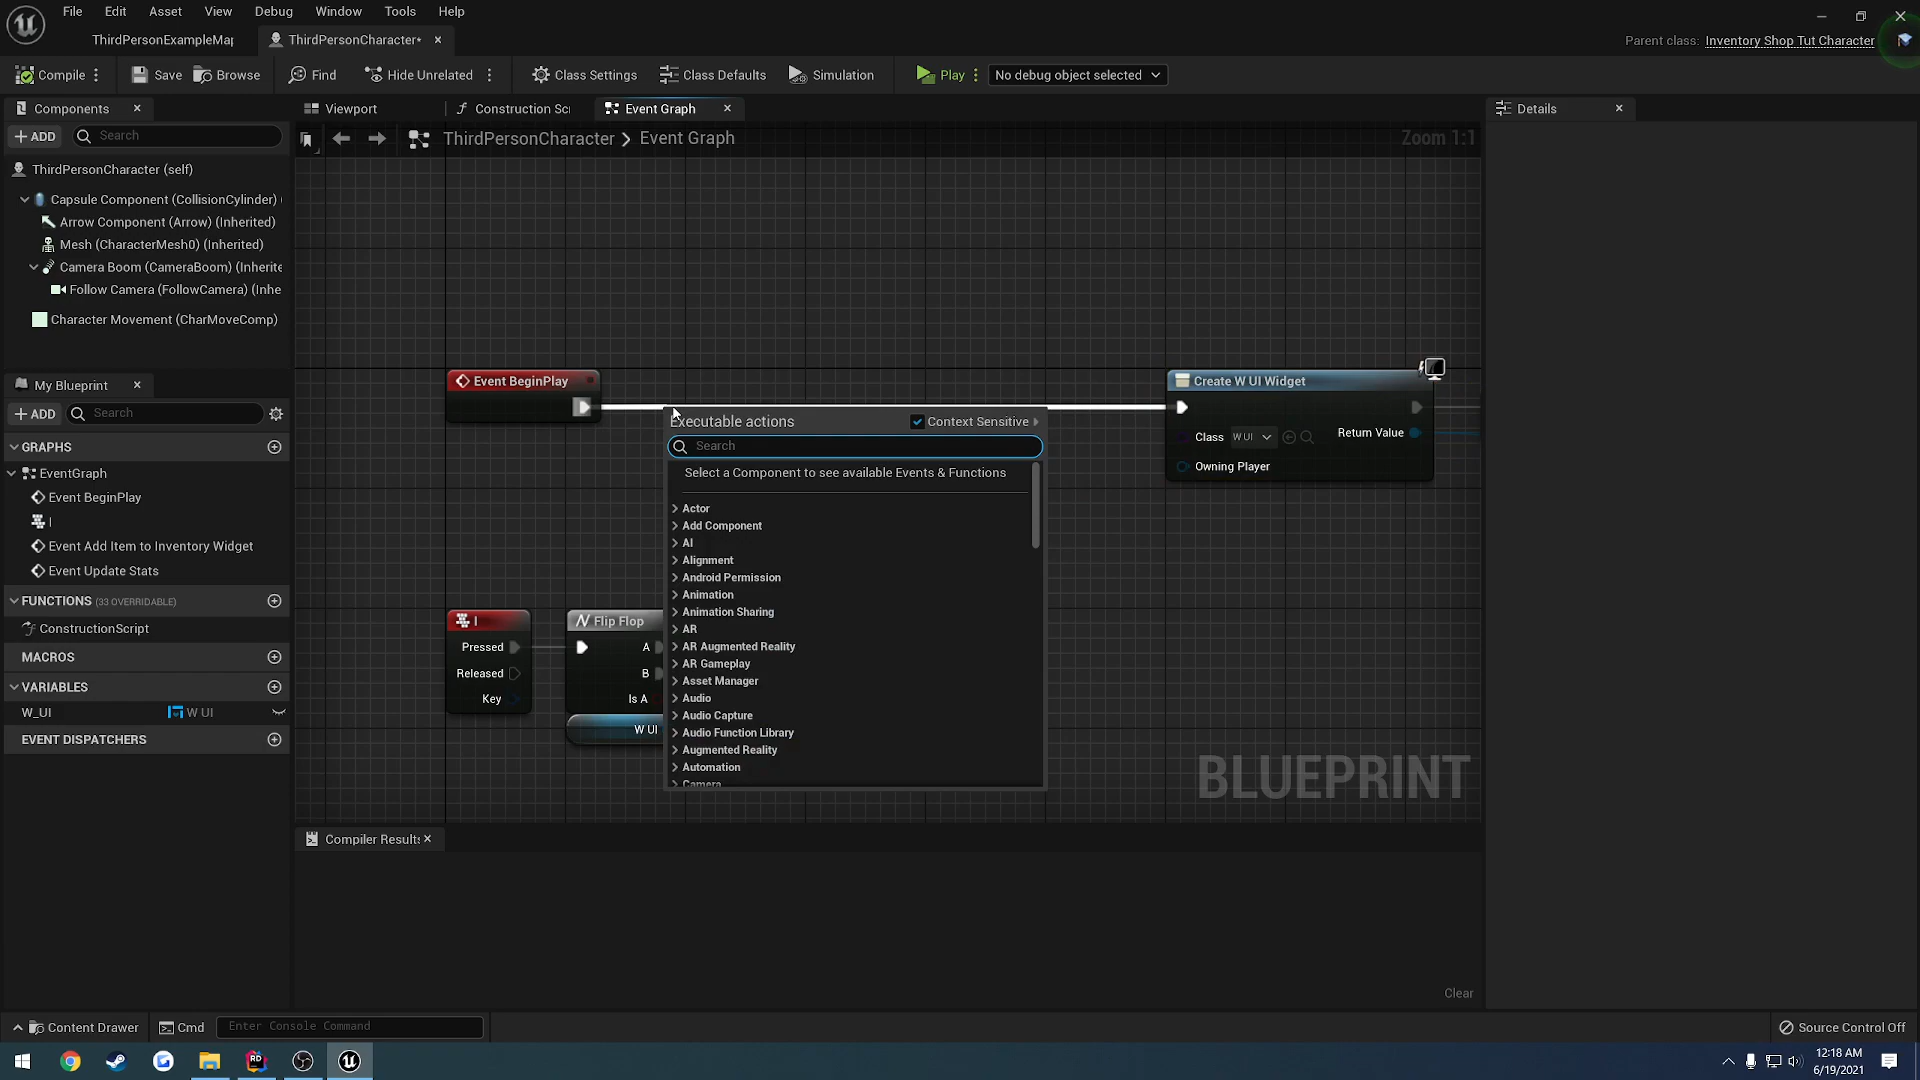 File Edit Asset View Debug Window Tools Help
ThirdPersonExampleMap
ThirdPersonCharacter•
Parent class: Inventory Shop Tut Character
Compile Save Browse Find Hide Unrelated Class Settings Class Defaults Simulation Play No debug object selected
Components
Viewport
Construction Scr
Event Graph
Details
ADD
Search
ThirdPersonCharacter > Event Graph
Zoom 1:1
ThirdPersonCharacter (self)
Capsule Component (CollisionCylinder) (
Arrow Component (Arrow) (Inherited)
Mesh (CharacterMesh0) (Inherited)
Camera Boom (CameraBoom) (Inherite
Follow Camera (FollowCamera) (Inhe
Character Movement (CharMoveComp)
My Blueprint
ADD
Search
GRAPHS
EventGraph
Event BeginPlay
I
Event Add Item to Inventory Widget
Event Update Stats
FUNCTIONS (33 OVERRIDABLE)
ConstructionScript
MACROS
VARIABLES
W_UI
W UI
EVENT DISPATCHERS
Event BeginPlay
Create W UI Widget
Class
W UI
Return Value
Owning Player
I
Pressed
Released
Key
Flip Flop
A
B
Is A
W UI
Executable actions
Context Sensitive
Search
Select a Component to see available Events & Functions
Actor
Add Component
AI
Alignment
Android Permission
Animation
Animation Sharing
AR
AR Augmented Reality
AR Gameplay
Asset Manager
Audio
Audio Capture
Audio Function Library
Augmented Reality
Automation
Camera
BLUEPRINT
Compiler Results
Clear
Content Drawer
Cmd
Enter Console Command
Source Control Off
12:18 AM
6/19/2021